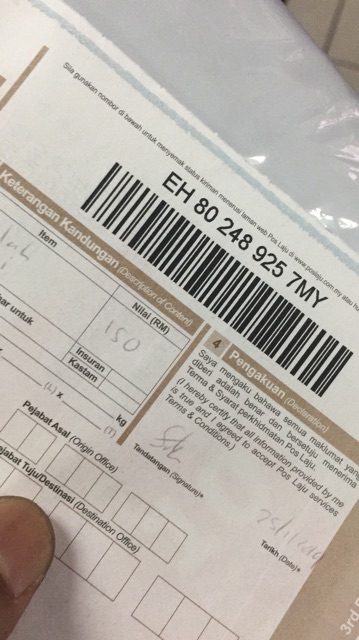 Sila gunakan nombor di bawah untuk menyemak status kiriman menerusi laman web Pos Laju di www.poslaju.com.my atau
EH 80 248 925 7MY
Keterangan Kandungan (Description of Content)
Item
Nilai (RM)
150
Insuran
Kastam
untuk
(L) x
(T)
kg
4 Pengakuan (Declaration)
Saya mengaku bahawa semua maklumat yang
diberi adalah benar dan bersetuju menerima
Terma & Syarat perkhidmatan Pos Laju.
(I hereby certify that all information provided by me
is true and I agreed to accept Pos Laju services
Terms & Conditions.)
Tandatangan (Signature)*
Tarikh (Date)*
Pejabat Asal (Origin Office)
Pejabat Tuju/Destinasi (Destination Office)
3rd